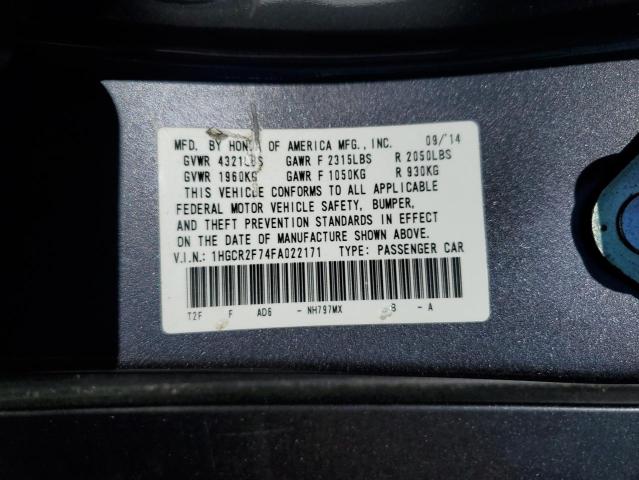 MFD. BY HONDA OF AMERICA MFG., INC. 09/'14
GVWR 4321LBS GAWR F 2315LBS R 2050LBS
GVWR 1960KG GAWR F 1050KG R 930KG
THIS VEHICLE CONFORMS TO ALL APPLICABLE
FEDERAL MOTOR VEHICLE SAFETY, BUMPER,
AND THEFT PREVENTION STANDARDS IN EFFECT
ON THE DATE OF MANUFACTURE SHOWN ABOVE.
V.I.N.: 1HGCR2F74FA022171 TYPE: PASSENGER CAR
T2F F AD6 - NH797MX B - A